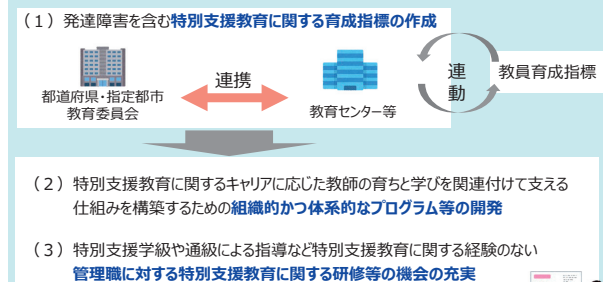 （１）発達障害を含む特別支援教育に関する育成指標の作成
連携
連動
教員育成指標
都道府県・指定都市
教育委員会
教育センター等
（２）特別支援教育に関するキャリアに応じた教師の育ちと学びを関連付けて支える
仕組みを構築するための組織的かつ体系的なプログラム等の開発
（３）特別支援学級や通級による指導など特別支援教育に関する経験のない
管理職に対する特別支援教育に関する研修等の機会の充実